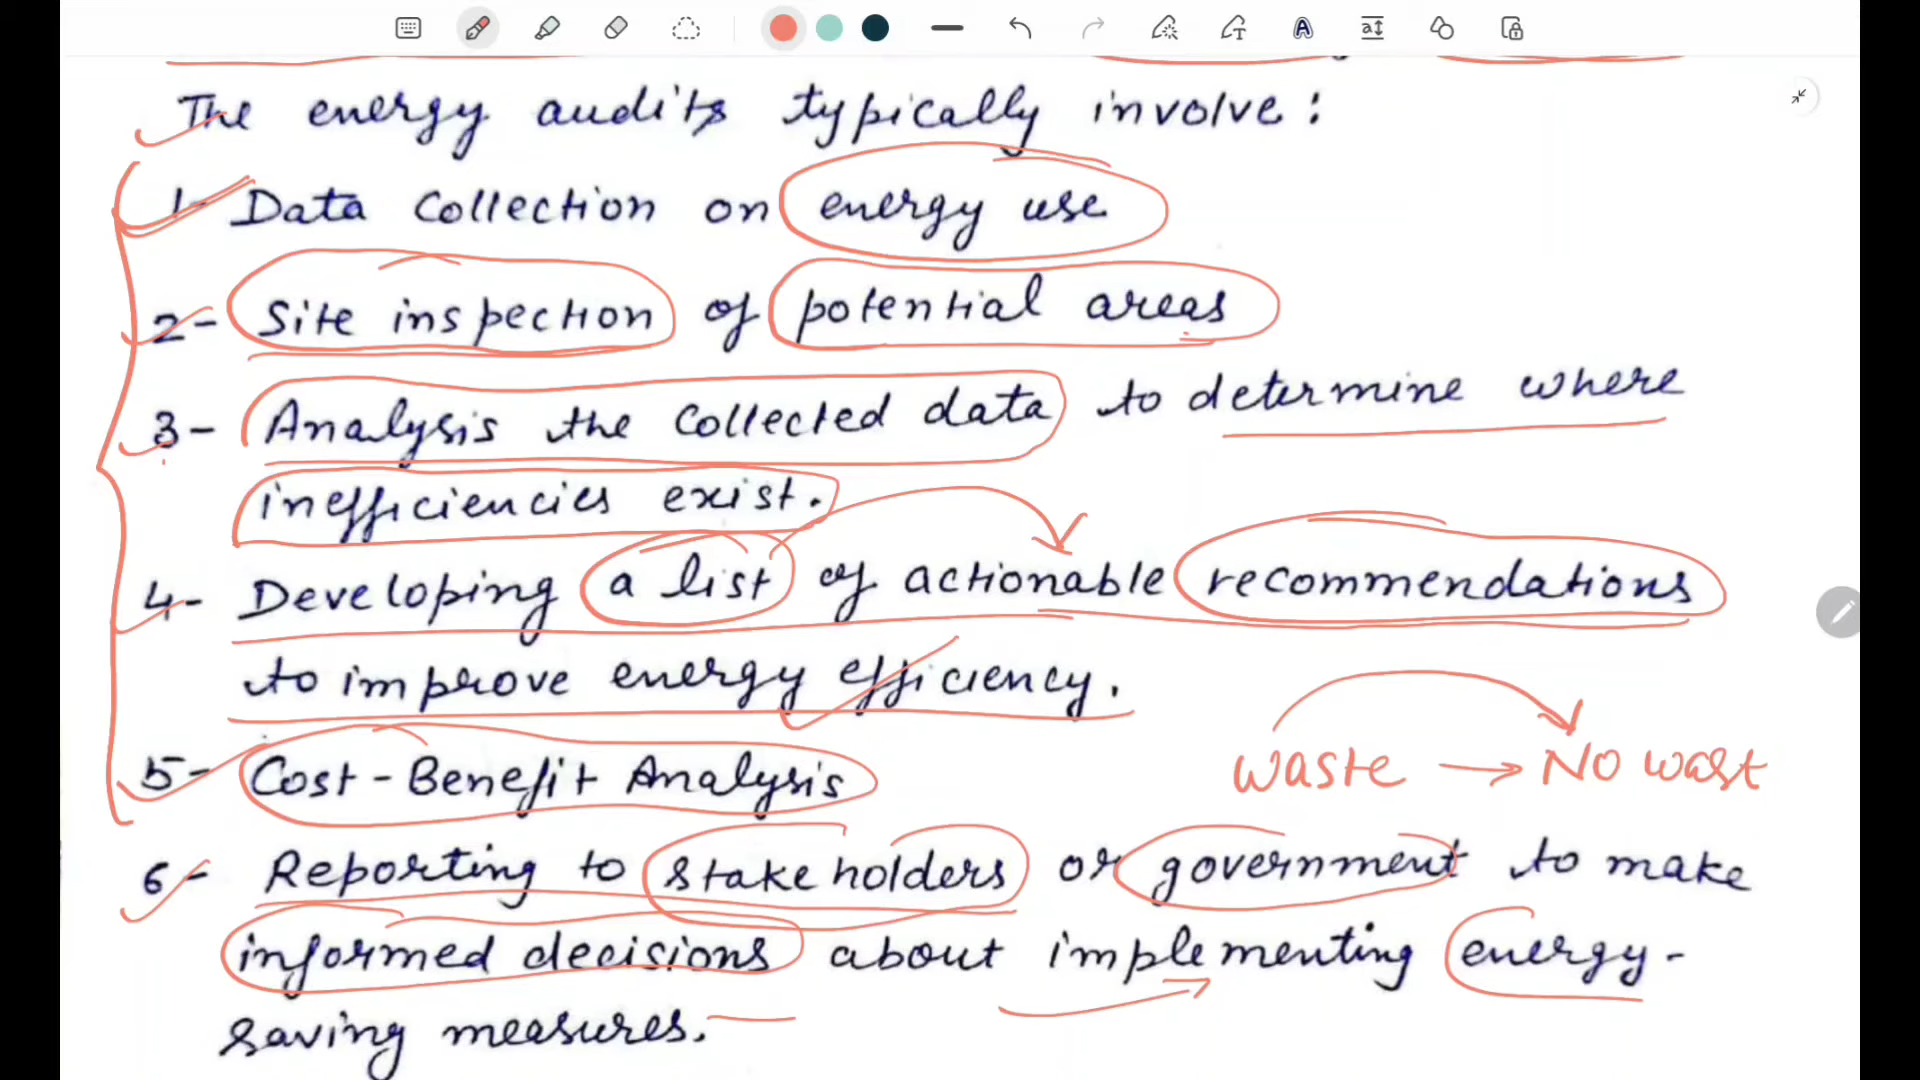 The energy audits typically involve:
1- Data Collection on energy use
2- Site inspection of potential areas
3- Analysis the Collected data to determine where
inefficiencies exist.
4- Developing a list of actionable recommendations
to improve energy efficiency.
5- Cost-Benefit Analysis
waste → No wast
6- Reporting to stakeholders or government to make
informed decisions about implementing energy-
saving measures.